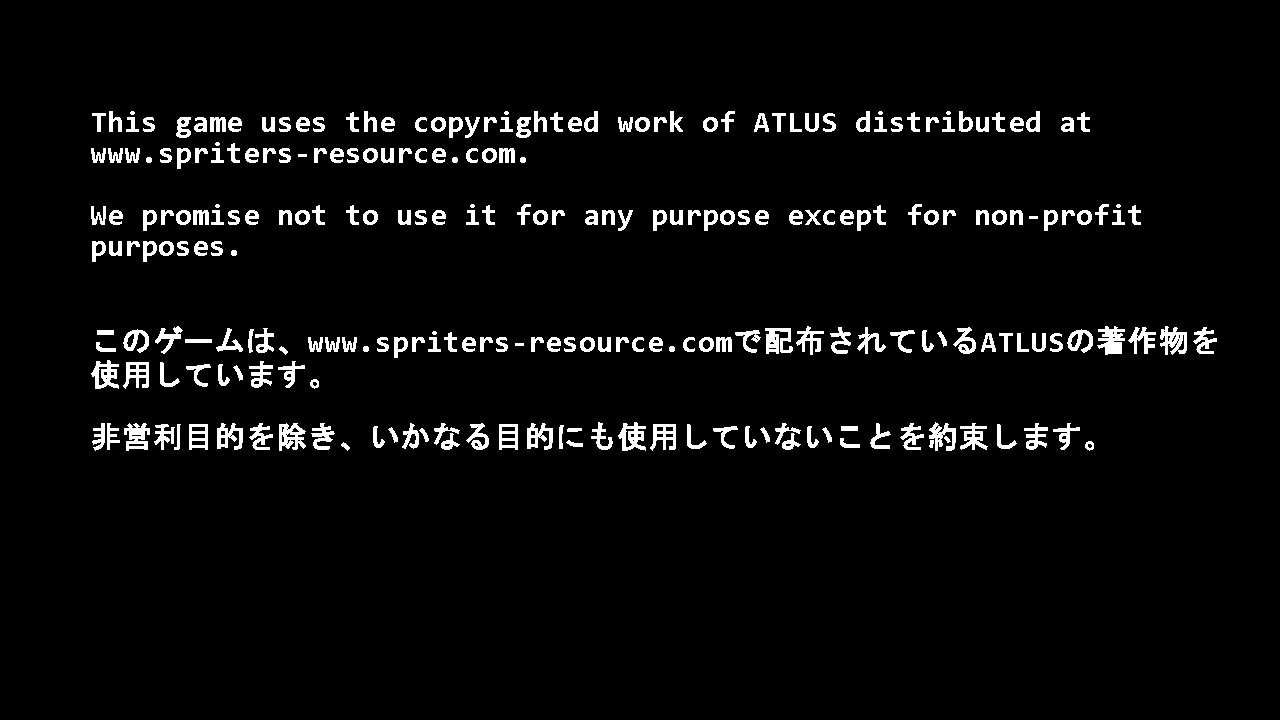 This game uses the copyrighted work of ATLUS distributed at
www.spriters-resource.com.
We promise not to use it for any purpose except for non-profit
purposes.
このゲームは、www.spriters-resource.comで配布されているATLUSの著作物を
使用しています。
非営利目的を除き、いかなる目的にも使用していないことを約束します。